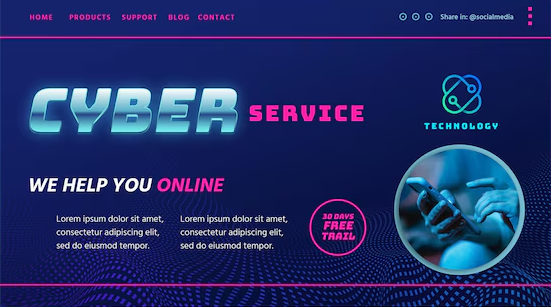 HOME PRODUCTS SUPPORT BLOG CONTACT
Share in: @socialmedia
CYBER SERVICE
TECHNOLOGY
WE HELP YOU ONLINE
Lorem ipsum dolor sit amet,
consectetur adipiscing elit,
sed do eiusmod tempor.
Lorem ipsum dolor sit amet,
consectetur adipiscing elit,
sed do eiusmod tempor.
30 DAYS
FREE
TRAIL